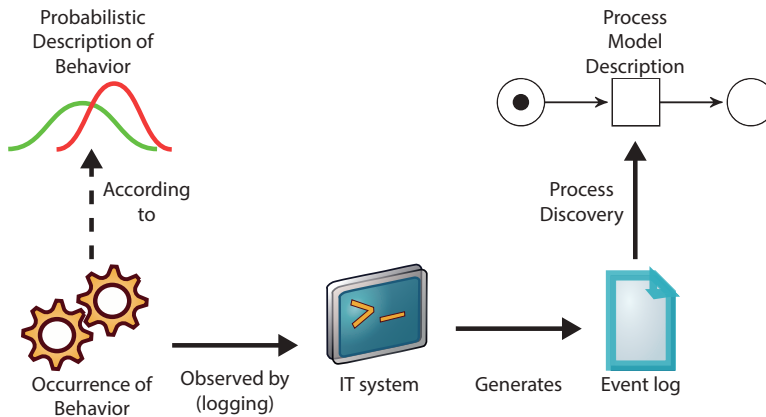 Probabilistic
Description of
Behavior
Process
Model
Description
According
to
Process
Discovery
Occurrence of
Behavior
Observed by
(logging)
IT system
Generates
Event log